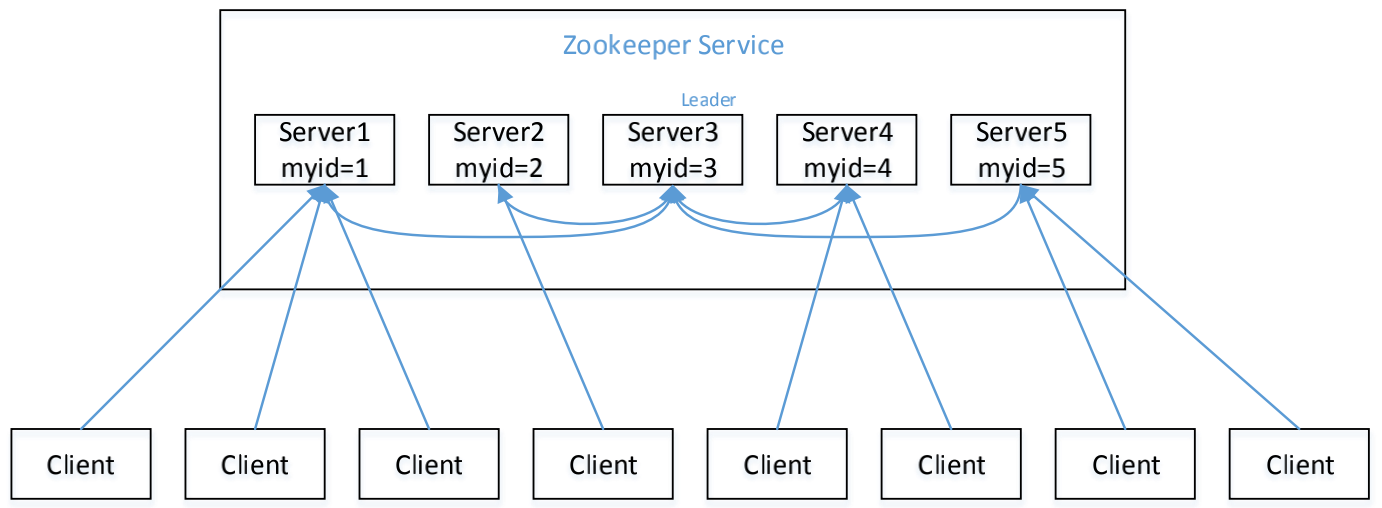 Zookeeper Service
Leader
Server1
myid=1
Server2
myid=2
Server3
myid=3
Server4
myid=4
Server5
myid=5
Client
Client
Client
Client
Client
Client
Client
Client